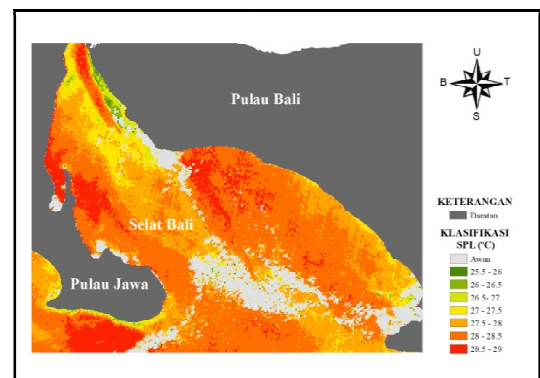 Pulau Bali
Selat Bali
Pulau Jawa
U
B T
S
KETERANGAN
Daratan
KLASIFIKASI
SPL (°C)
Awan
25.5 - 26
26 - 26.5
26.5 - 27
27 - 27.5
27.5 - 28
28 - 28.5
28.5 - 29